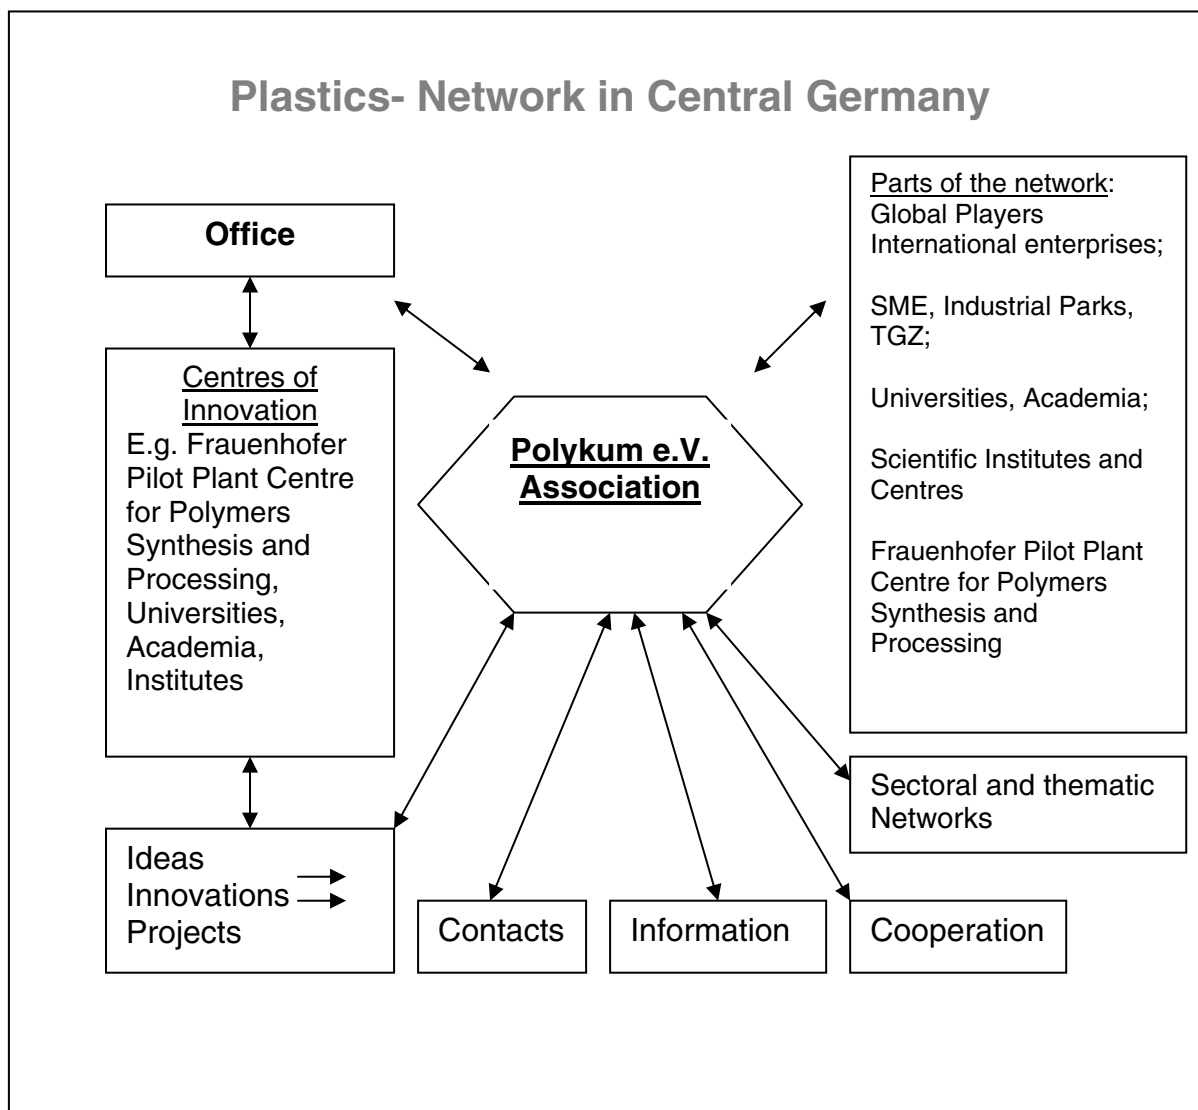 Plastics- Network in Central Germany
Office
Centres of
Innovation
E.g. Frauenhofer
Pilot Plant Centre
for Polymers
Synthesis and
Processing,
Universities,
Academia,
Institutes
Ideas
Innovations
Projects
Polykum e.V.
Association
Parts of the network:
Global Players
International enterprises;
SME, Industrial Parks,
TGZ;
Universities, Academia;
Scientific Institutes and
Centres
Frauenhofer Pilot Plant
Centre for Polymers
Synthesis and
Processing
Sectoral and thematic
Networks
Contacts
Information
Cooperation